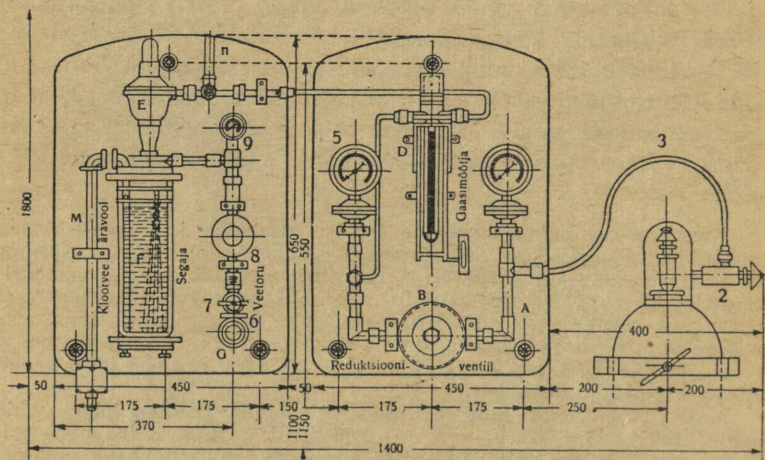 n
E
9
M
Kloorvee äravool
F
Segaja
8
Veetoru
7
6
G
1800
650
550
5
D
Gaasimõõtja
B
A
Reduktsiooni ventiil
3
2
400
50
450
50
450
200
200
175
175
150
175
175
250
370
1100
1150
1400